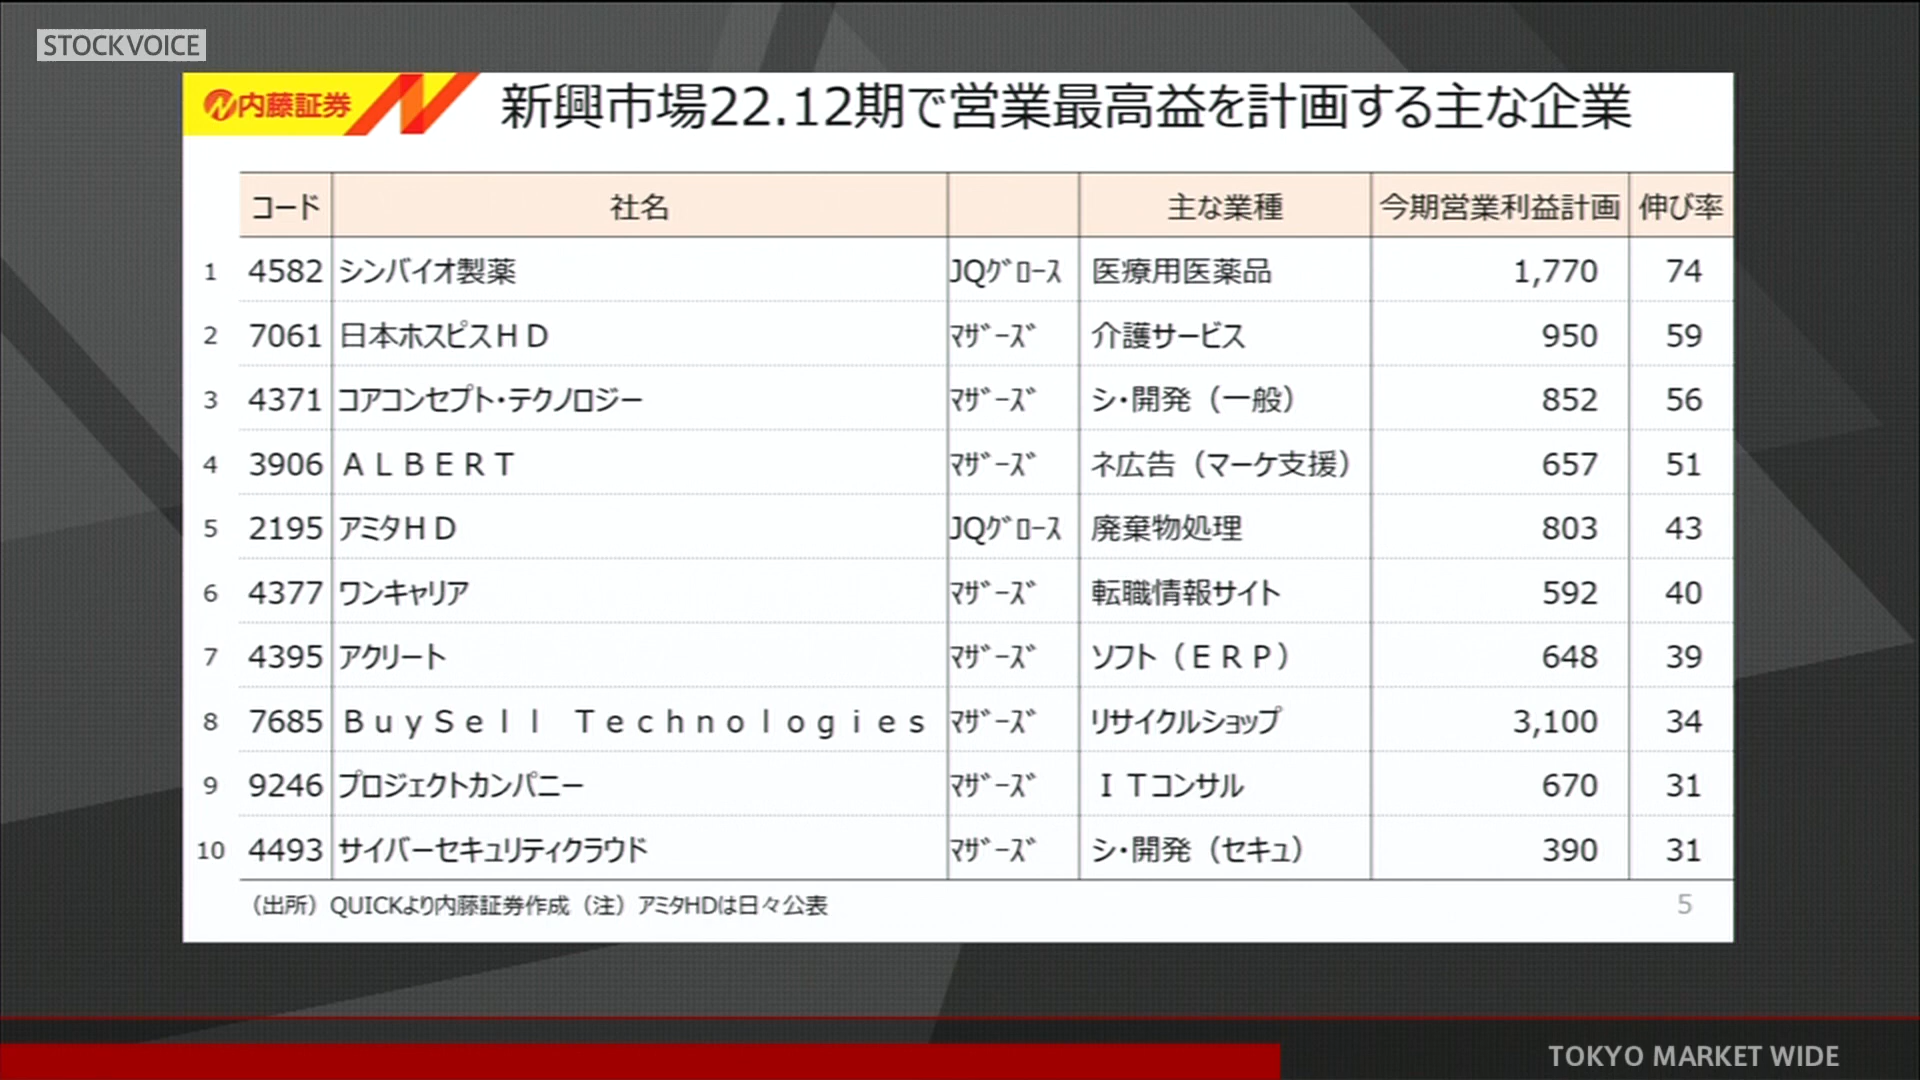 STOCKVOICE
内藤証券
新興市場22.12期で営業最高益を計画する主な企業
コード 社名 主な業種 今期営業利益計画 伸び率
1 4582 シンバイオ製薬 JQｸﾞﾛｰｽ 医療用医薬品 1,770 74
2 7061 日本ホスピスＨＤ ﾏｻﾞｰｽﾞ 介護サービス 950 59
3 4371 コアコンセプト・テクノロジー ﾏｻﾞｰｽﾞ シ・開発（一般） 852 56
4 3906 ＡＬＢＥＲＴ ﾏｻﾞｰｽﾞ ネ広告（マーケ支援） 657 51
5 2195 アミタＨＤ JQｸﾞﾛｰｽ 廃棄物処理 803 43
6 4377 ワンキャリア ﾏｻﾞｰｽﾞ 転職情報サイト 592 40
7 4395 アクリート ﾏｻﾞｰｽﾞ ソフト（ＥＲＰ） 648 39
8 7685 ＢｕｙＳｅｌｌ Ｔｅｃｈｎｏｌｏｇｉｅｓ ﾏｻﾞｰｽﾞ リサイクルショップ 3,100 34
9 9246 プロジェクトカンパニー ﾏｻﾞｰｽﾞ ＩＴコンサル 670 31
10 4493 サイバーセキュリティクラウド ﾏｻﾞｰｽﾞ シ・開発（セキュ） 390 31
（出所）QUICKより内藤証券作成（注）アミタHDは日々公表
5
TOKYO MARKET WIDE